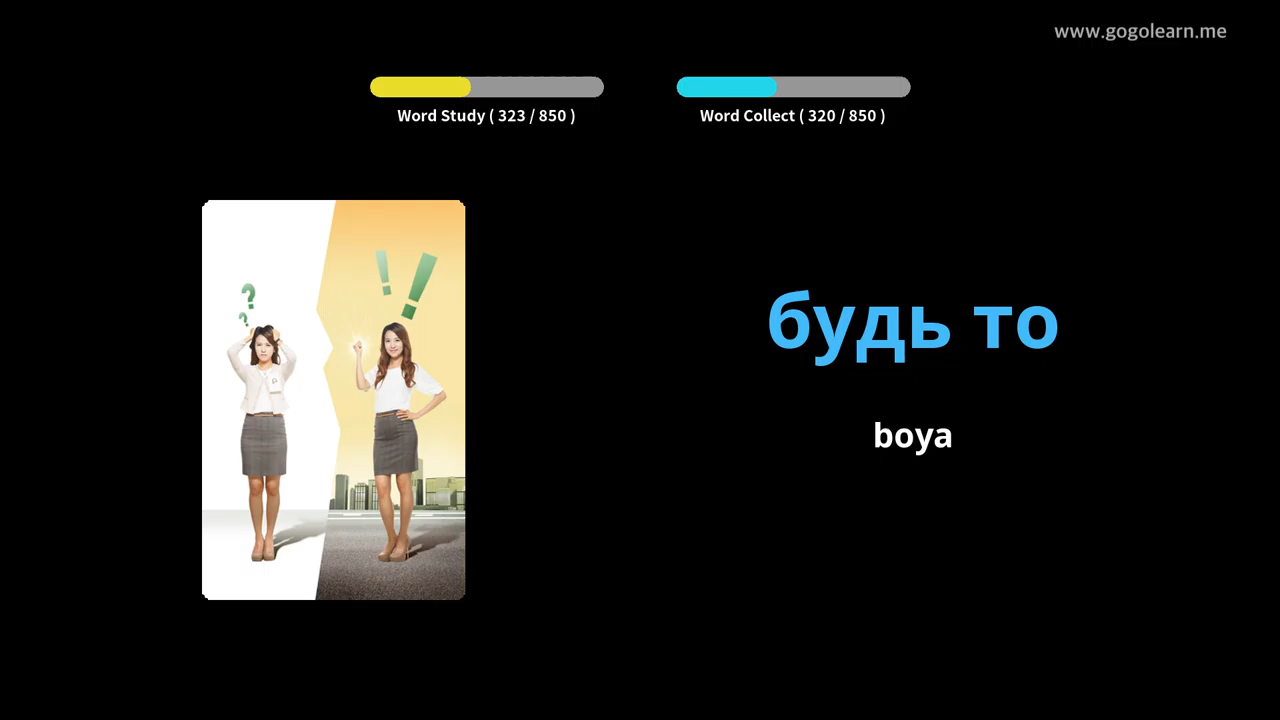 www.gogolearn.me
Word Study ( 323 / 850 )
Word Collect ( 320 / 850 )
? ?
! !
будь то
boya